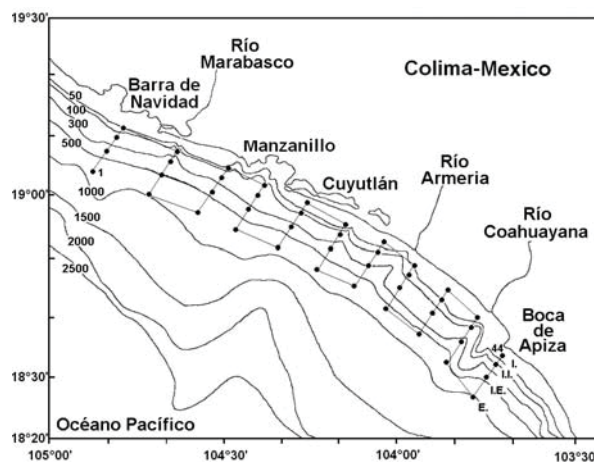 19°30'
Río
Marabasco
Colima-Mexico
Barra de
Navidad
50
100
300
500
Manzanillo
Río
Armeria
1
Cuyutlán
19°00
1000
Río
Coahuayana
1500
2000
2500
Boca
de
Apiza
44
I.
I.I.
18°30
I.E.
E.
Océano Pacífico
18°20
105°00'
104°30
104°00
103°30